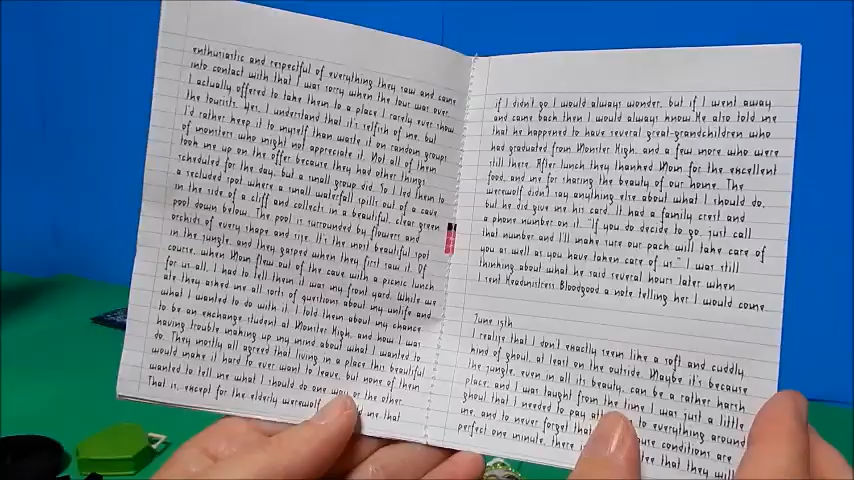 enthusiastic and respectful of everything they saw and came
into contact with that I was sorry when the tour was over.
I actually offered to take them to a place I rarely ever show
the tourists. Yes, I understand that it's selfish of me, but
I'd rather keep it to myself than waste it on random groups
of monsters who might not appreciate it. Not all of them
took me up on the offer because they had other things
scheduled for the day, but a small group did. So I led them to
a secluded spot where a small waterfall spills out of a cave
in the side of a cliff and collects in a beautiful, clear green
pool down below. The pool is surrounded by flowers and
orchids of every shape and size. It's the most beautiful spot
in the jungle, and they gasped when they first saw it. Of
course, when Mom flew out of the cave with a picnic lunch
for us all, I had to tell them it was my front yard. While we
ate they asked me all sorts of questions about my unlife and
what I wanted to do with it. I told them about my chance
to be an exchange student at Monster High, and how I was
having trouble making up my mind about what I wanted to
do. They mostly all agreed that living in a place this beautiful
would make it hard to ever want to leave, but none of them
wanted to tell me what I should do one way or the other.
That is, except for the elderly werewolf me that
if I didn't go I would always wonder, but if I went away
and came back then I would always know. He also told me
that he happened to have several great-grandchildren who
had graduated from Monster High, and a few more who were
still there. After lunch they thanked Mom for the excellent
food, and me for sharing the beauty of our home. The
werewolf didn't say anything else about what I should do,
but he did give me his card. It had a family crest and
a phone number on it. "If you do decide to go, just call
that number and I'll make sure our pack will take care of
you as well as you have taken care of us." I was still
thinking about what he said several hours later when
I sent Headmistress Bloodgood a note telling her I would come.
June 15th
I realize that I don't exactly seem like a soft and cuddly
kind of ghoul, at least on the outside. Maybe it's because
the jungle, even in all its beauty, can be a rather harsh
place, and I was taught from the time I was just a little
ghoul that I needed to pay to everything around
me, and to never forget that cause conditions are
perfect one minute, there tee that they will